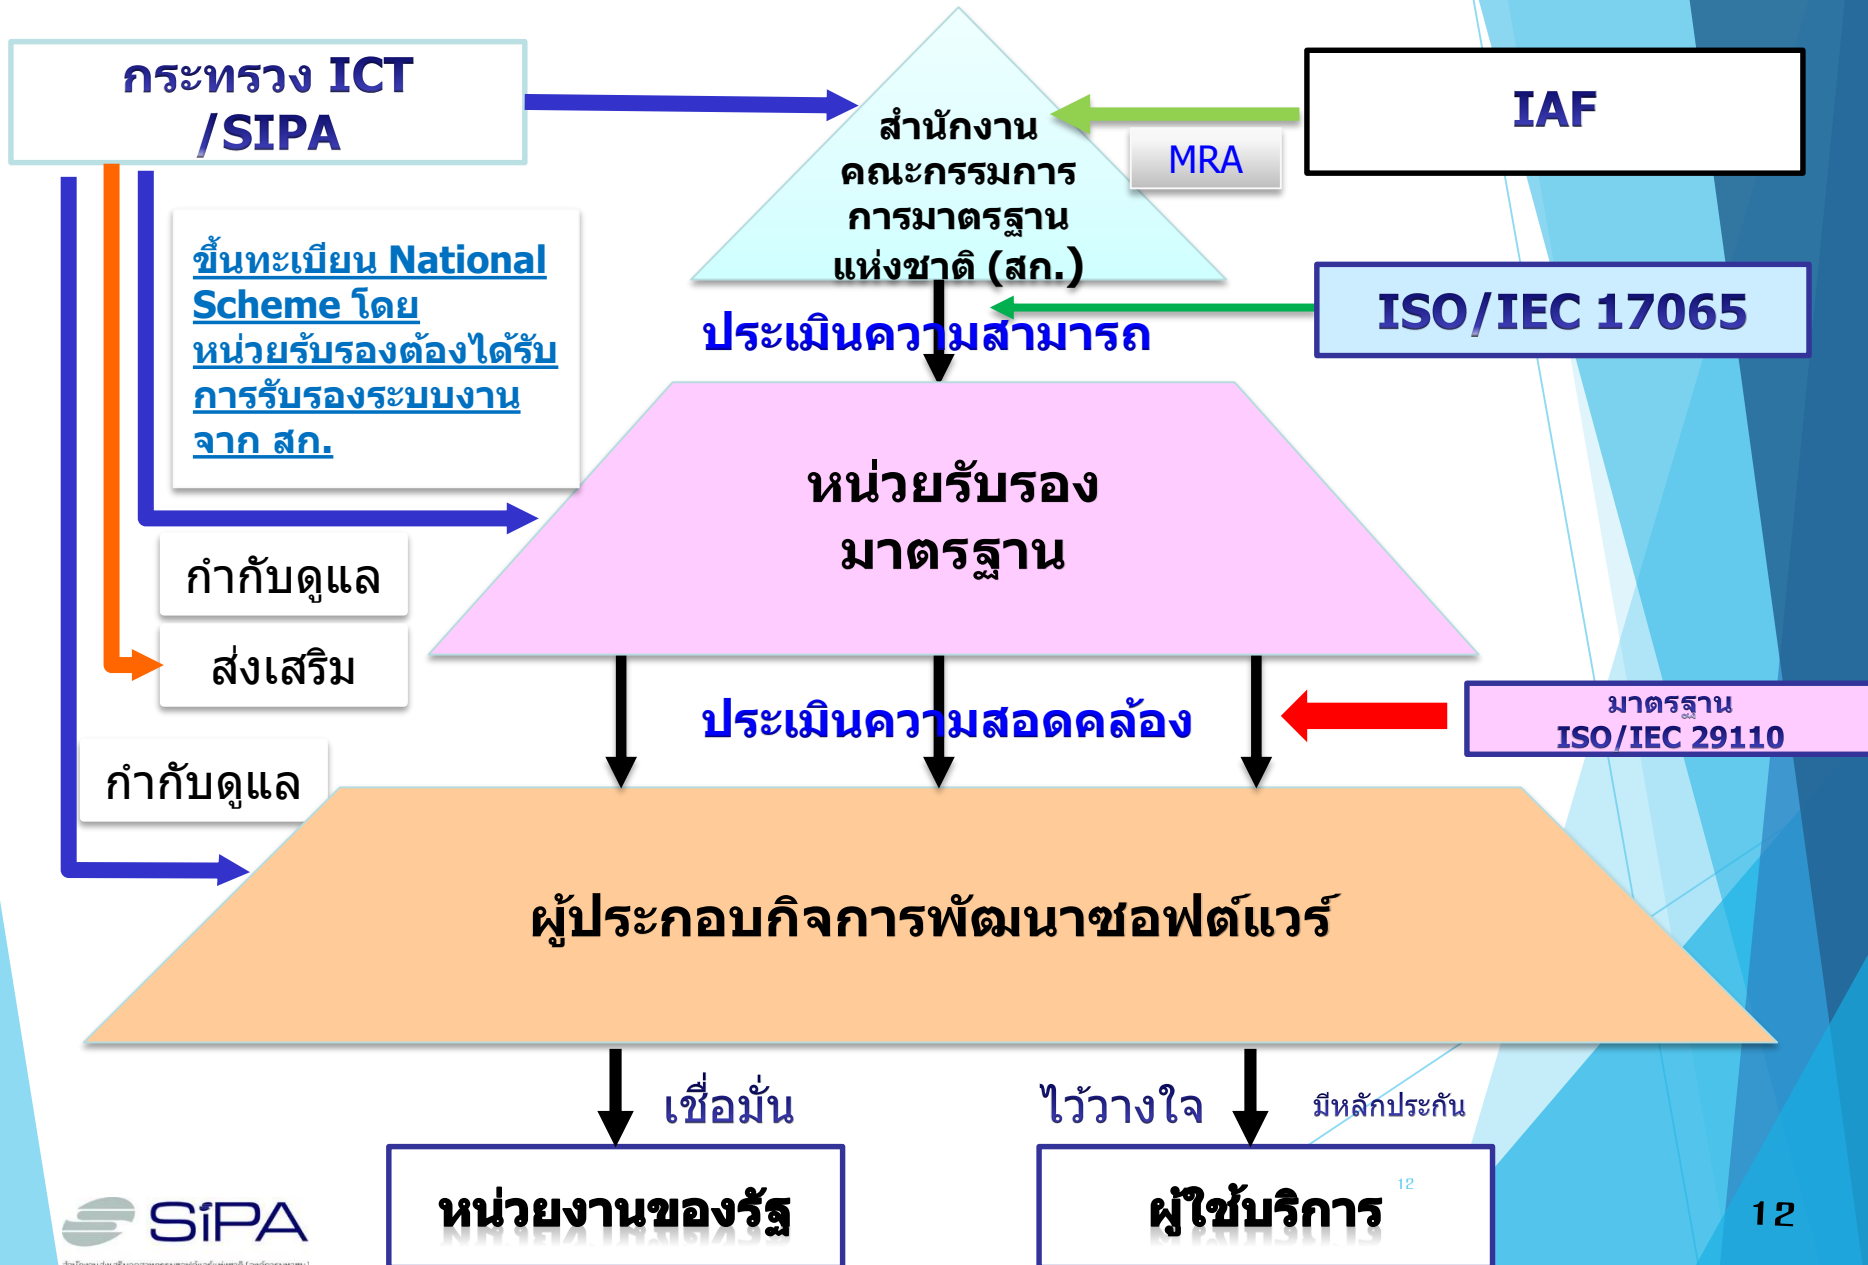 กระทรวง ICT
/SIPA
สำนักงาน
คณะกรรมการ
การมาตรฐาน
แห่งชาติ (สก.)
IAF
MRA
ขึ้นทะเบียน National
Scheme โดย
หน่วยรับรองต้องได้รับ
การรับรองระบบงาน
จาก สก.
ISO/IEC 17065
ประเมินความสามารถ
หน่วยรับรอง
มาตรฐาน
กำกับดูแล
ส่งเสริม
ประเมินความสอดคล้อง
มาตรฐาน
ISO/IEC 29110
กำกับดูแล
ผู้ประกอบกิจการพัฒนาซอฟต์แวร์
เชื่อมั่น
ไว้วางใจ
มีหลักประกัน
หน่วยงานของรัฐ
ผู้ใช้บริการ
12
12
SiPA